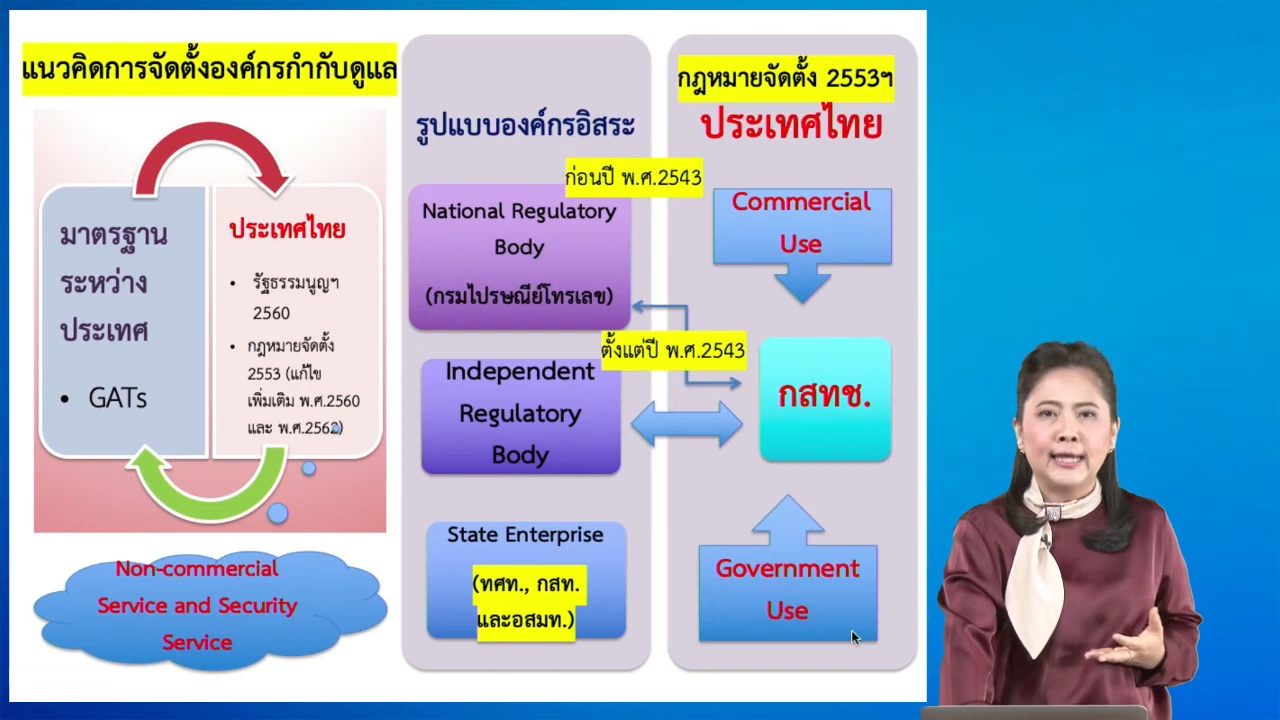 แนวคิดการจัดตั้งองค์กรกำกับดูแล
มาตรฐาน
ระหว่าง
ประเทศ
• GATs
ประเทศไทย
• รัฐธรรมนูญฯ
2560
• กฎหมายจัดตั้ง
2553 (แก้ไข
เพิ่มเติม พ.ศ.2560
และ พ.ศ.2562)
Non-commercial
Service and Security
Service
รูปแบบองค์กรอิสระ
ก่อนปี พ.ศ.2543
National Regulatory
Body
(กรมไปรษณีย์โทรเลข)
ตั้งแต่ปี พ.ศ.2543
Independent
Regulatory
Body
State Enterprise
(ทศท., กสท.
และอสมท.)
กฎหมายจัดตั้ง 2553ฯ
ประเทศไทย
Commercial
Use
กสทช.
Government
Use